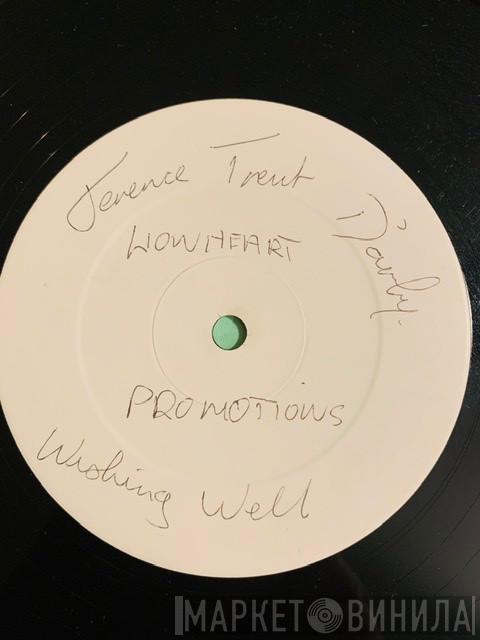 Terence Trent D'arby.
LIONHEART
PROMOTIONS
Wishing Well
МАРКЕТ ВИНИЛА